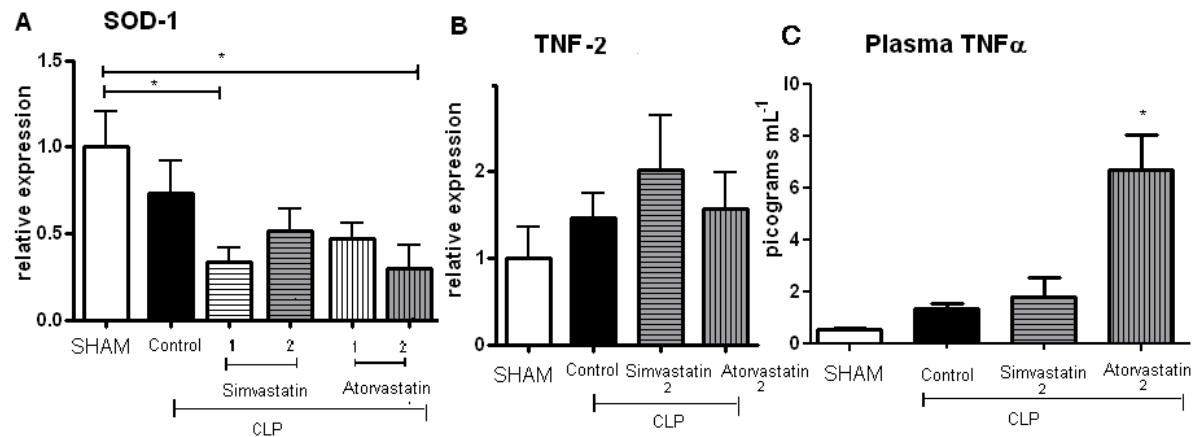 A SOD-1
relative expression
1.5
1.0
0.5
0.0
*
*
SHAM Control 1 2 1 2
Simvastatin Atorvastatin
CLP
B TNF-2
relative expression
2
1
0
SHAM Control Simvastatin 2 Atorvastatin 2
CLP
C Plasma TNFα
picograms mL⁻¹
10
8
6
4
2
0
*
SHAM Control Simvastatin 2 Atorvastatin 2
CLP